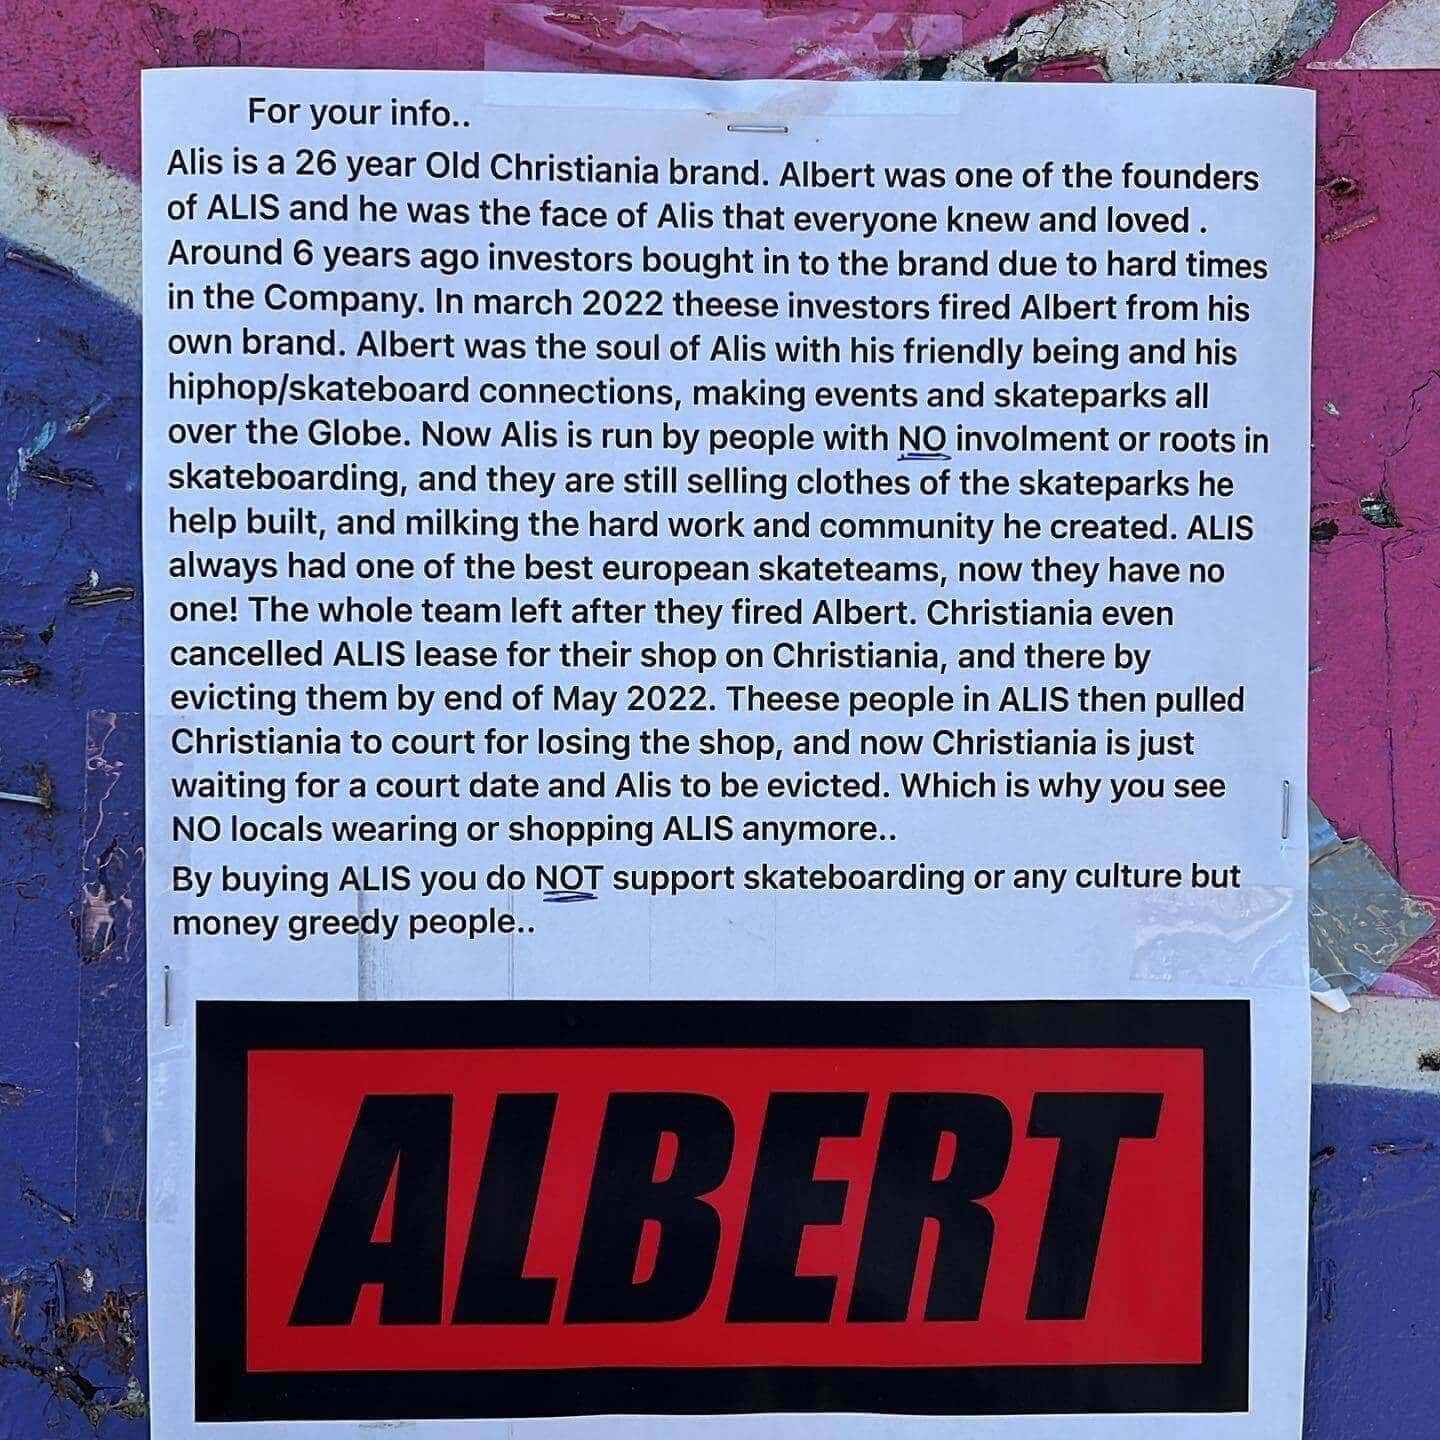 For your info..
Alis is a 26 year Old Christiania brand. Albert was one of the founders
of ALIS and he was the face of Alis that everyone knew and loved .
Around 6 years ago investors bought in to the brand due to hard times
in the Company. In march 2022 theese investors fired Albert from his
own brand. Albert was the soul of Alis with his friendly being and his
hiphop/skateboard connections, making events and skateparks all
over the Globe. Now Alis is run by people with NO involment or roots in
skateboarding, and they are still selling clothes of the skateparks he
help built, and milking the hard work and community he created. ALIS
always had one of the best european skateteams, now they have no
one! The whole team left after they fired Albert. Christiania even
cancelled ALIS lease for their shop on Christiania, and there by
evicting them by end of May 2022. Theese people in ALIS then pulled
Christiania to court for losing the shop, and now Christiania is just
waiting for a court date and Alis to be evicted. Which is why you see
NO locals wearing or shopping ALIS anymore..
By buying ALIS you do NOT support skateboarding or any culture but
money greedy people..
ALBERT